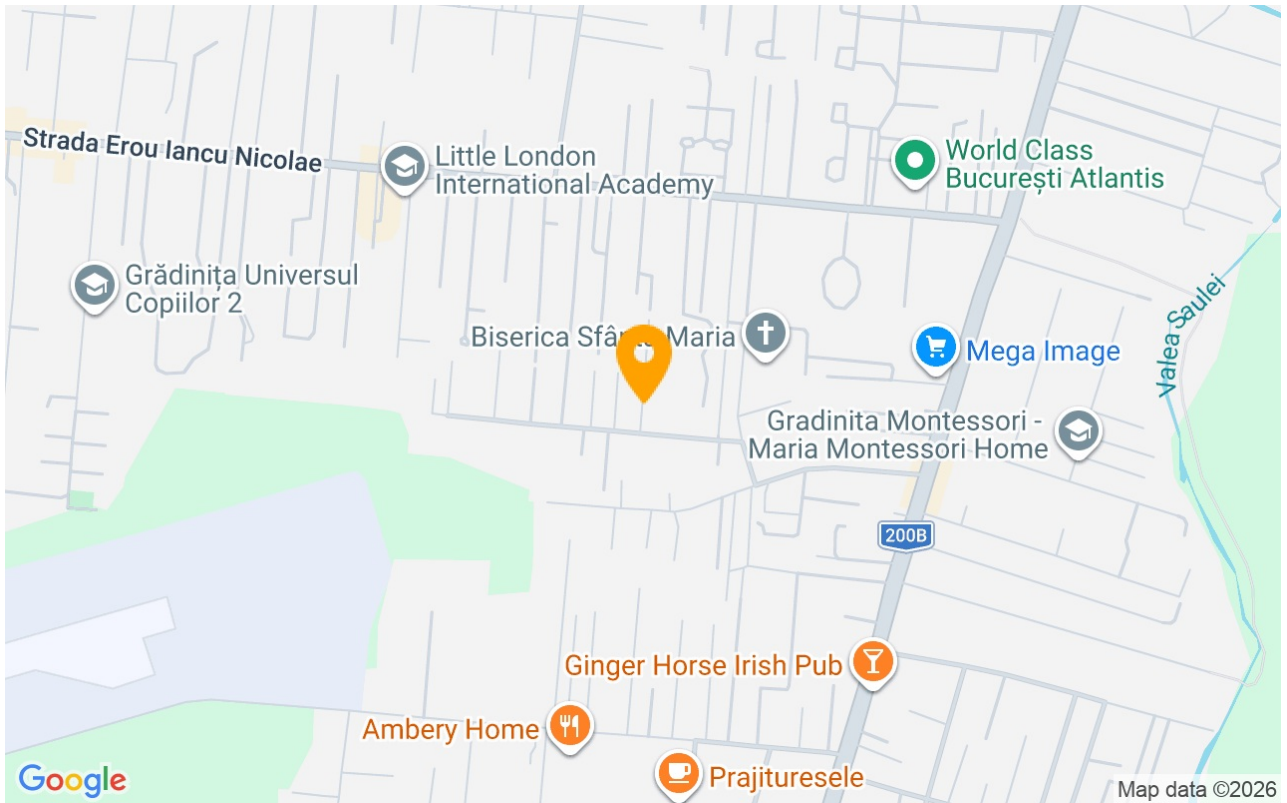 Strada Erou Iancu Nicolae
Little London
International Academy
World Class
București Atlantis
Grădinița Universul
Copiilor 2
Valea Saulei
Biserica Sfânta Maria
Mega Image
Gradinita Montessori -
Maria Montessori Home
200B
Ginger Horse Irish Pub
Ambery Home
Prajituresele
Google
Map data ©2026